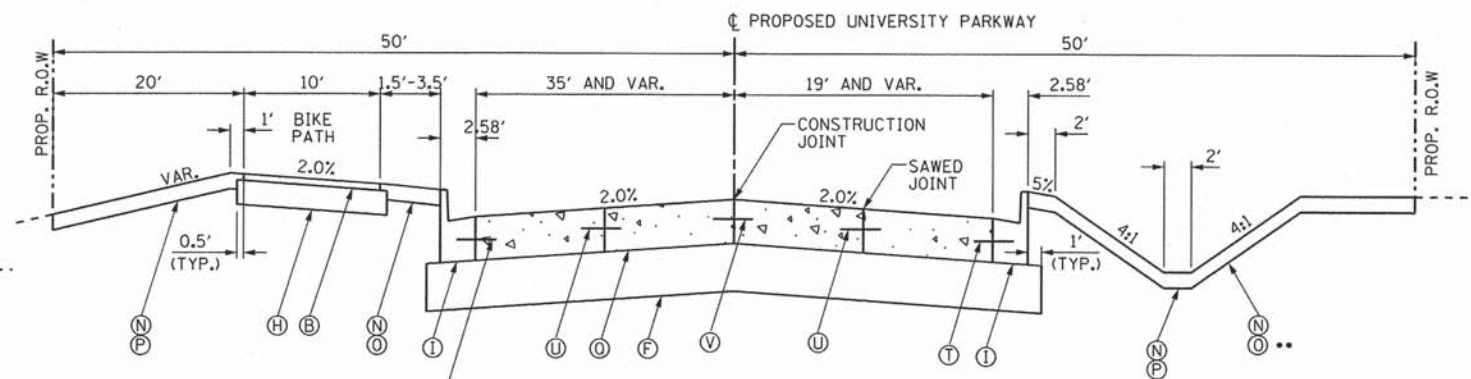 ℄ PROPOSED UNIVERSITY PARKWAY
50'
50'
PROP. R.O.W
20'
10'
1.5'-3.5'
35' AND VAR.
19' AND VAR.
2.58'
PROP. R.O.W
1'
BIKE
PATH
2.58'
CONSTRUCTION
JOINT
2'
SAWED
JOINT
2'
VAR.
2.0%
2.0%
2.0%
5%
4:1
4:1
0.5'
(TYP.)
1'
(TYP.)
..
N
P
H
B
N
O
I
U
Q
F
V
U
T
I
N
P
N
O ..